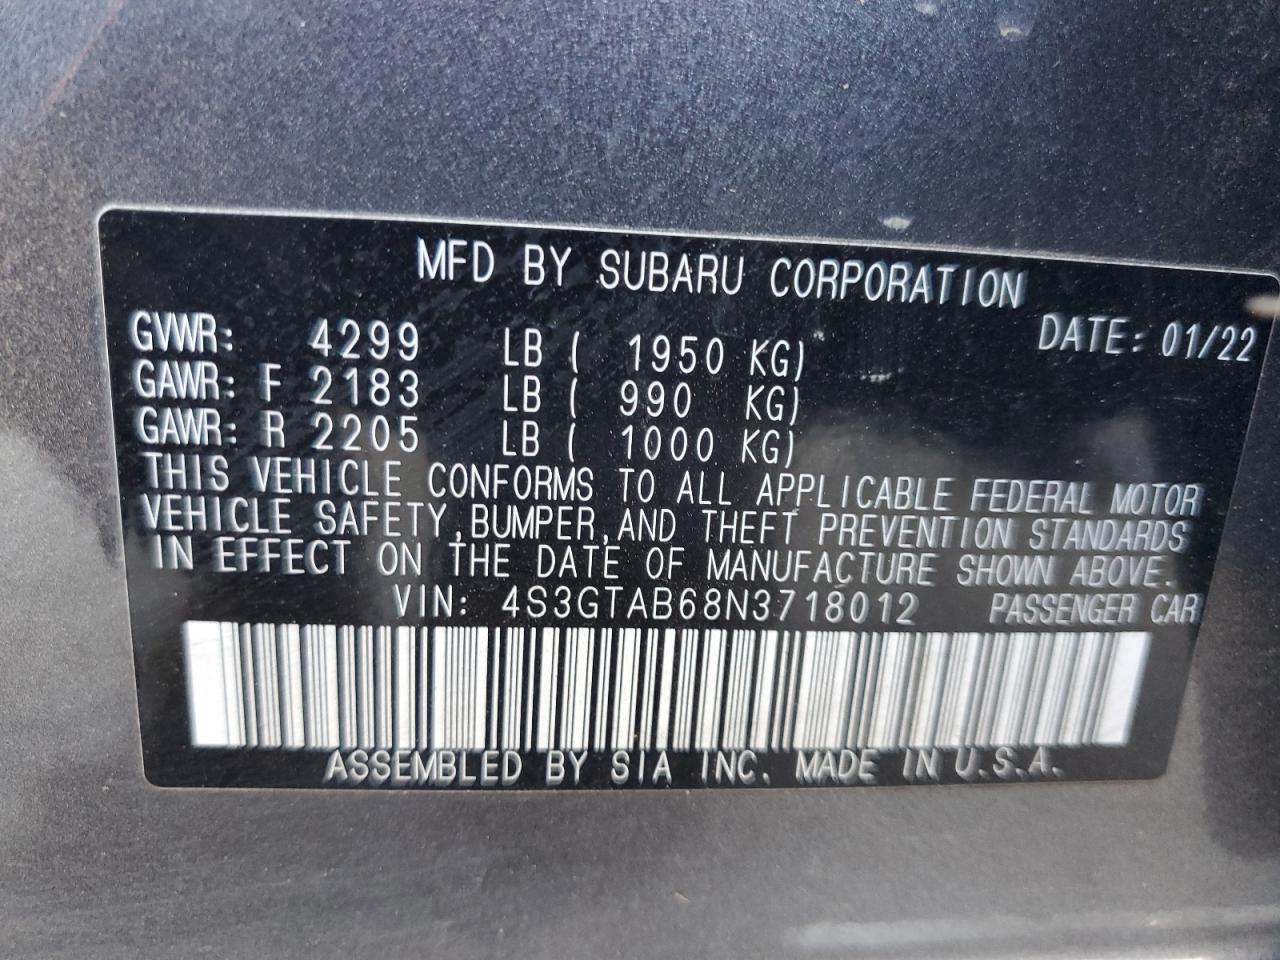 MFD BY SUBARU CORPORATION
GVWR: 4299 LB ( 1950 KG) DATE: 01/22
GAWR: F 2183 LB ( 990 KG)
GAWR: R 2205 LB ( 1000 KG)
THIS VEHICLE CONFORMS TO ALL APPLICABLE FEDERAL MOTOR
VEHICLE SAFETY,BUMPER,AND THEFT PREVENTION STANDARDS
IN EFFECT ON THE DATE OF MANUFACTURE SHOWN ABOVE.
VIN: 4S3GTAB68N3718012 PASSENGER CAR
ASSEMBLED BY SIA INC. MADE IN U.S.A.